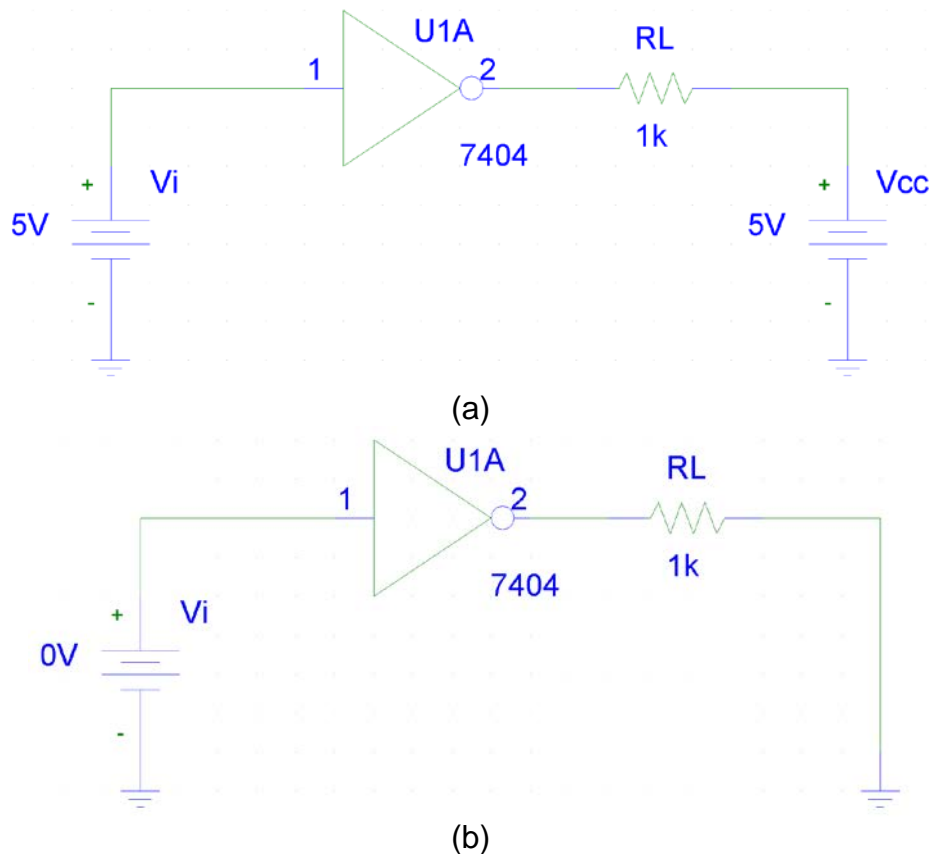 U1A
RL
1
2
7404
1k
+
Vi
5V
-
+
Vcc
5V
-
(a)
U1A
RL
1
2
7404
1k
+
Vi
0V
-
(b)